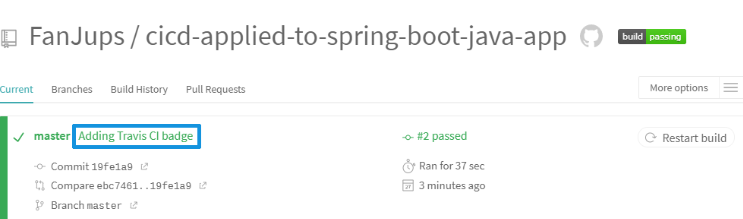 FanJups / cicd-applied-to-spring-boot-java-app build passing
Current Branches Build History Pull Requests More options
master Adding Travis CI badge #2 passed Restart build
Commit 19fe1a9 Ran for 37 sec
Compare ebc7461..19fe1a9 3 minutes ago
Branch master